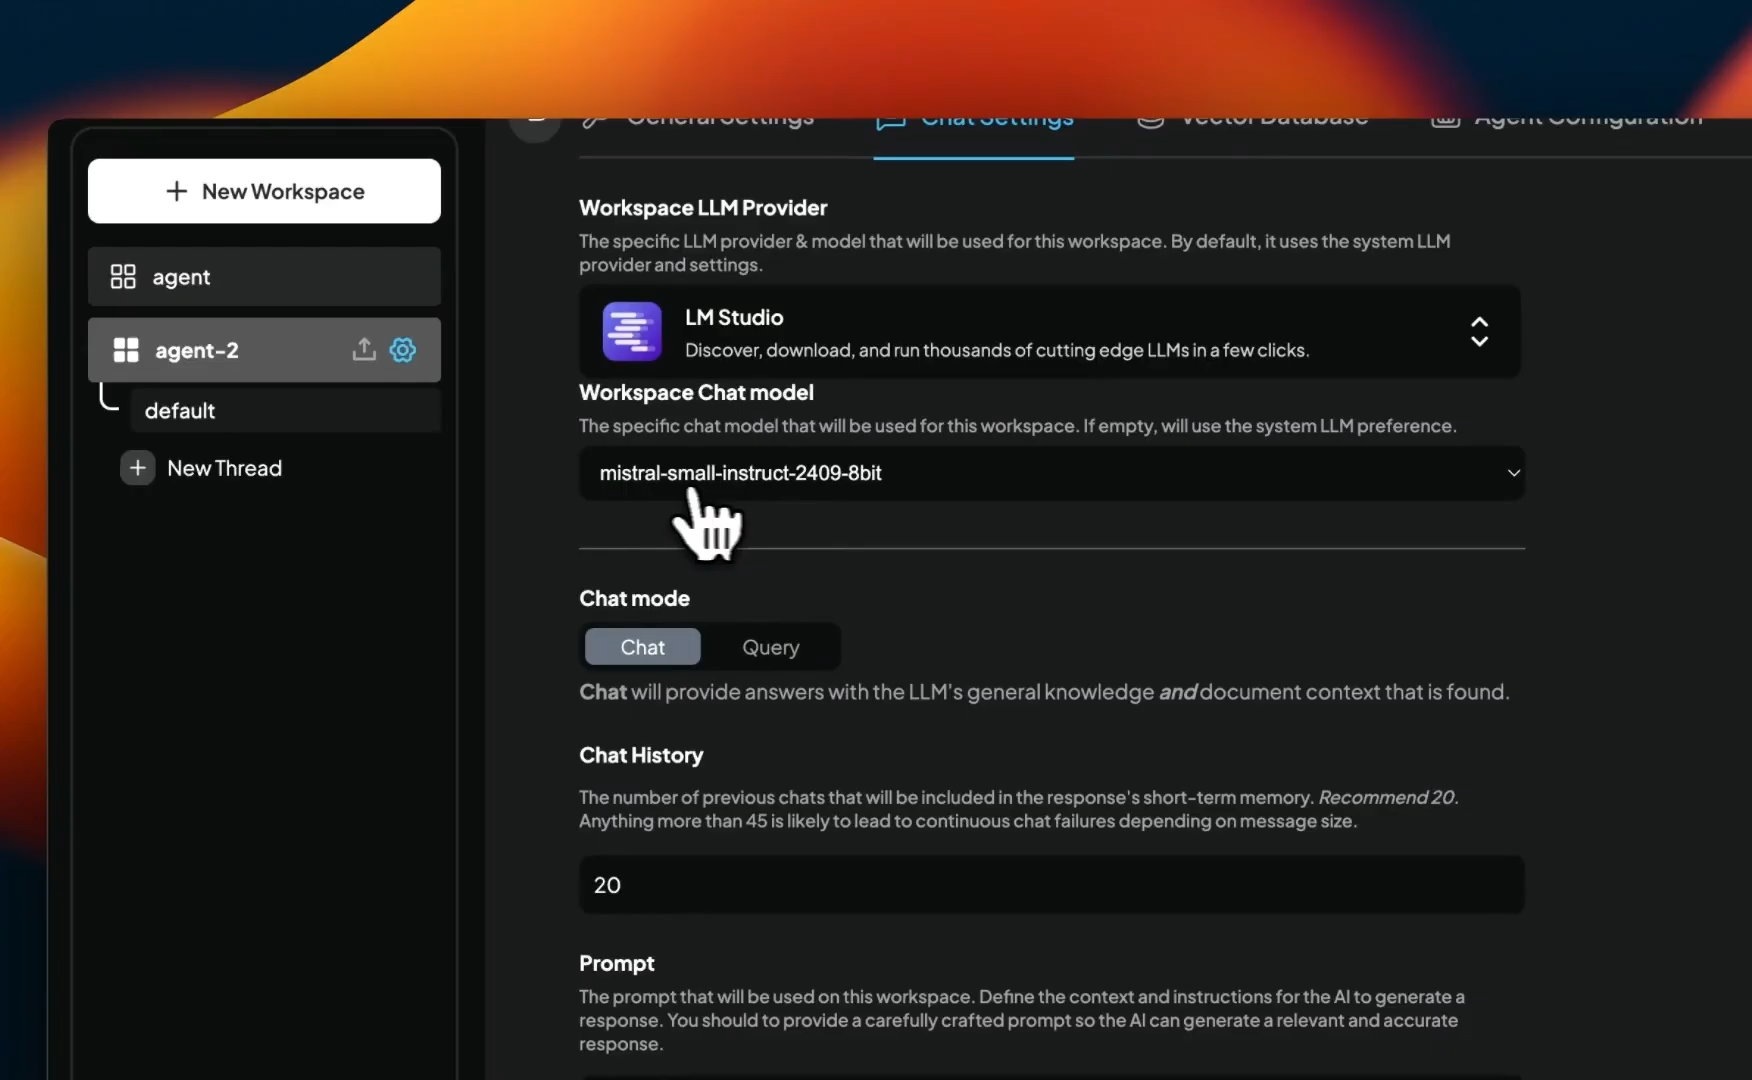 General Settings
Chat Settings
Vector Database
Agent Configuration
New Workspace
agent
agent-2
default
New Thread
Workspace LLM Provider
The specific LLM provider & model that will be used for this workspace. By default, it uses the system LLM
provider and settings.
LM Studio
Discover, download, and run thousands of cutting edge LLMs in a few clicks.
Workspace Chat model
The specific chat model that will be used for this workspace. If empty, will use the system LLM preference.
mistral-small-instruct-2409-8bit
Chat mode
Chat
Query
Chat will provide answers with the LLM's general knowledge and document context that is found.
Chat History
The number of previous chats that will be included in the response's short-term memory. Recommend 20.
Anything more than 45 is likely to lead to continuous chat failures depending on message size.
20
Prompt
The prompt that will be used on this workspace. Define the context and instructions for the AI to generate a
response. You should to provide a carefully crafted prompt so the AI can generate a relevant and accurate
response.